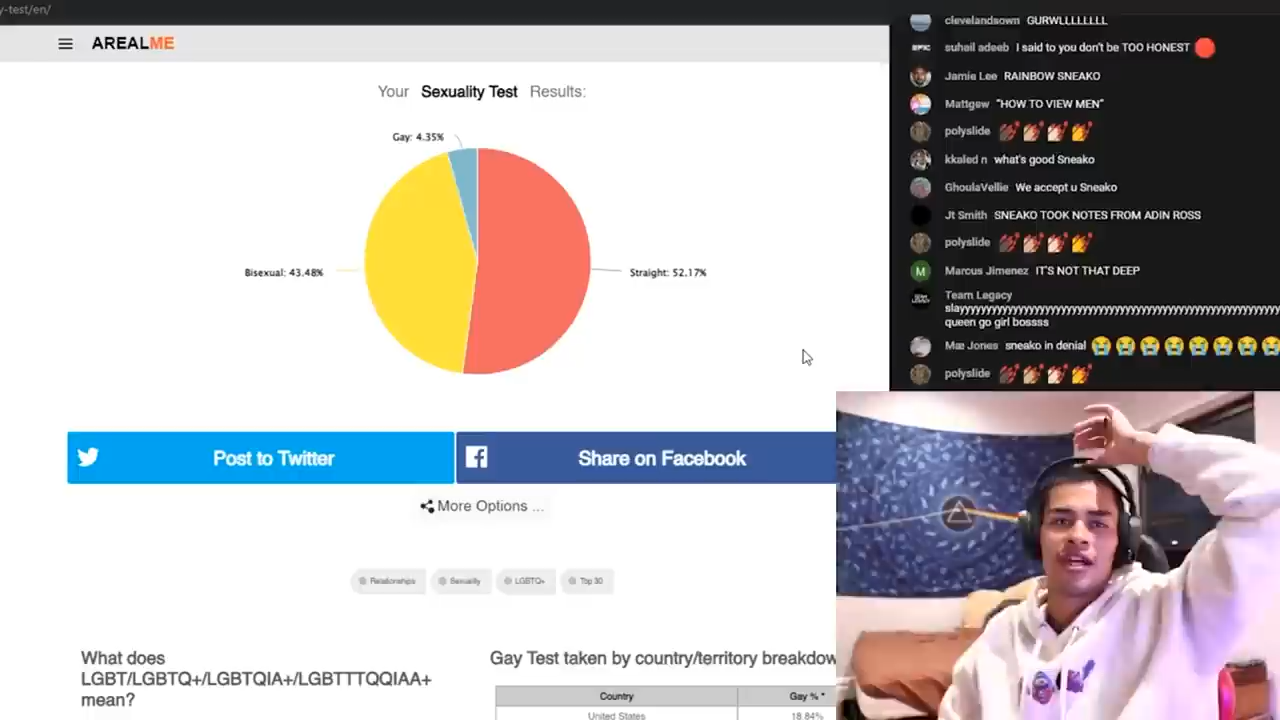 y-test/en/
AREALME
Your Sexuality Test Results:
Gay: 4.35%
Bisexual: 43.48%
Straight: 52.17%
Post to Twitter
Share on Facebook
More Options ...
Relationships
Sexuality
LGBTQ+
Top 30
What does
LGBT/LGBTQ+/LGBTQIA+/LGBTTTQQIAA+
mean?
Gay Test taken by country/territory breakdow
Country
Gay % *
United States
18.84%
clevelandsown GURWLLLLLLLL
EPIC
suhail adeeb I said to you don't be TOO HONEST
Jamie Lee RAINBOW SNEAKO
Mattgew "HOW TO VIEW MEN"
polyslide
kkaled n what's good Sneako
GhoulaVellie We accept u Sneako
Jt Smith SNEAKO TOOK NOTES FROM ADIN ROSS
polyslide
M
Marcus Jimenez IT'S NOT THAT DEEP
Team Legacy
queen go girl bossss
Mæ Jones sneako in denial
polyslide